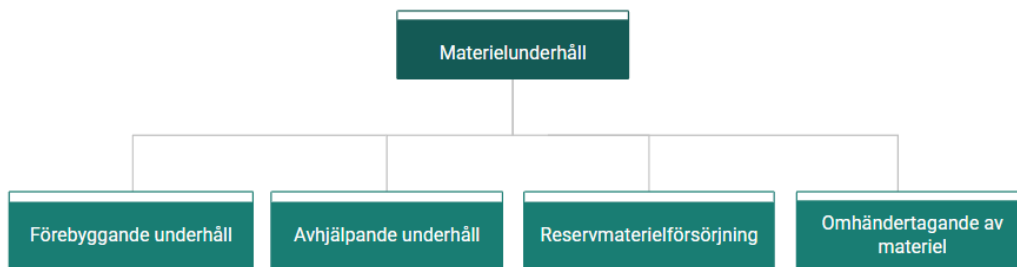 Materielunderhåll
Förebyggande underhåll
Avhjälpande underhåll
Reservmaterielförsörjning
Omhändertagande av
materiel